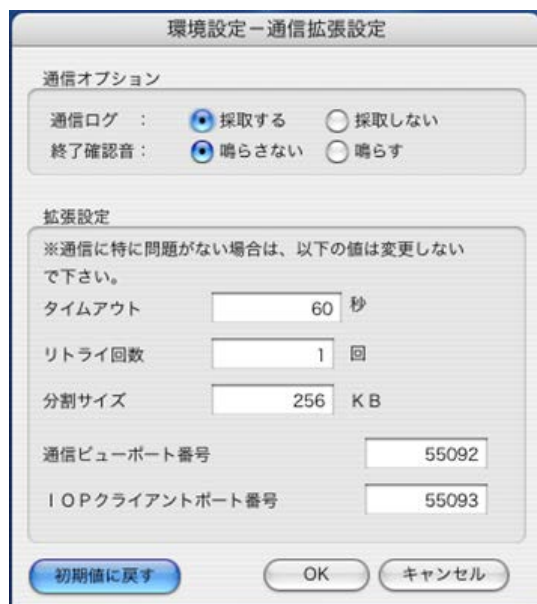 環境設定－通信拡張設定
通信オプション
通信ログ　： 採取する 採取しない
終了確認音： 鳴らさない 鳴らす
拡張設定
※通信に特に問題がない場合は、以下の値は変更しない
で下さい。
タイムアウト 60 秒
リトライ回数 1 回
分割サイズ 256 ＫＢ
通信ビューポート番号 55092
ＩＯＰクライアントポート番号 55093
初期値に戻す OK キャンセル